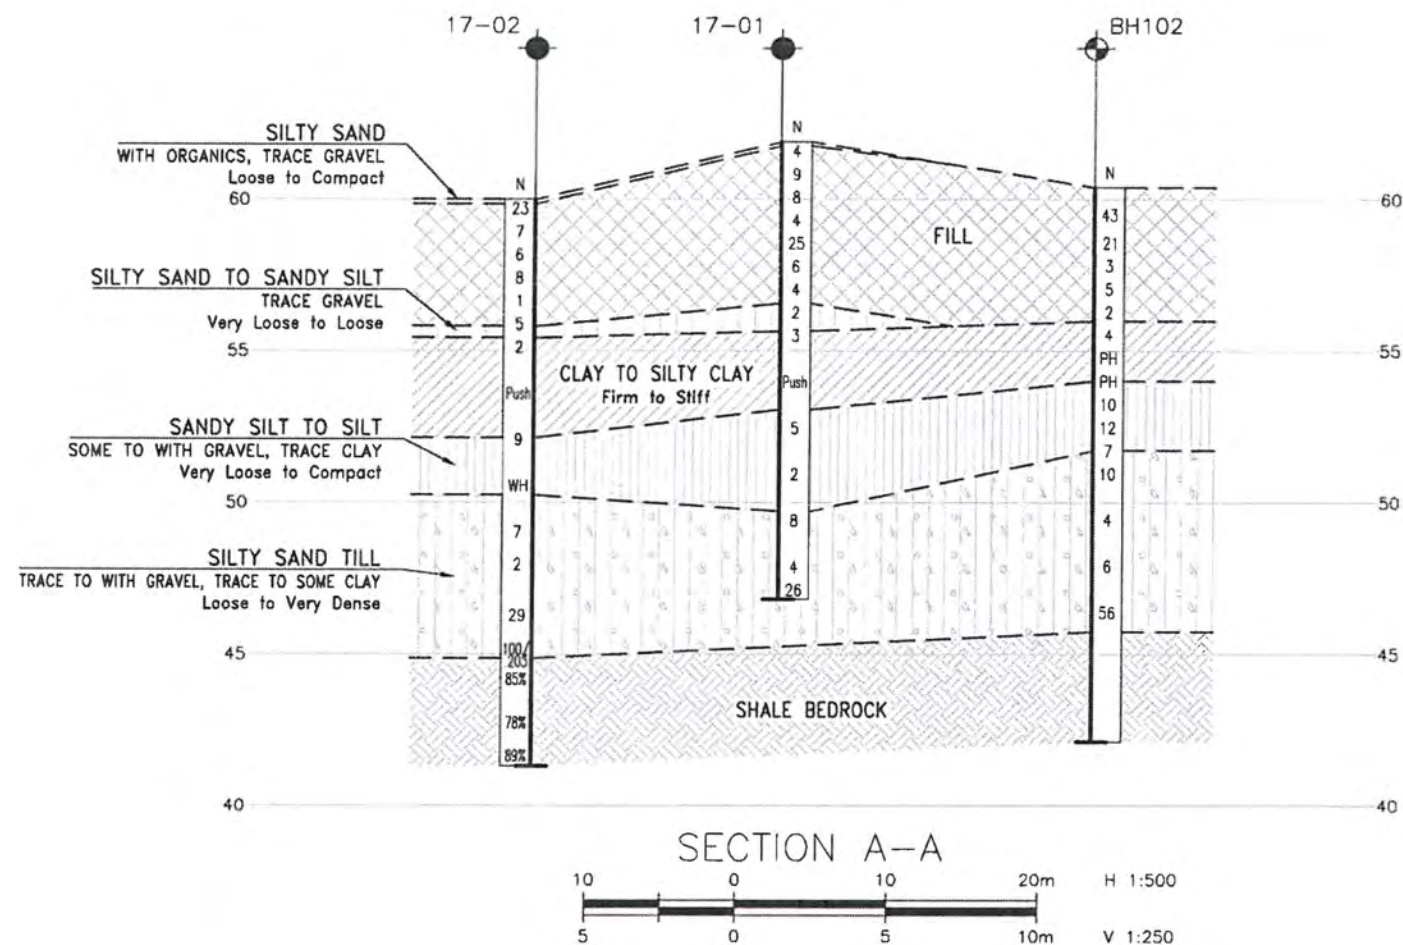 17-02
17-01
BH102
SILTY SAND
WITH ORGANICS, TRACE GRAVEL
Loose to Compact
60
60
SILTY SAND TO SANDY SILT
TRACE GRAVEL
Very Loose to Loose
55
55
SANDY SILT TO SILT
SOME TO WITH GRAVEL, TRACE CLAY
Very Loose to Compact
50
50
SILTY SAND TILL
TRACE TO WITH GRAVEL, TRACE TO SOME CLAY
Loose to Very Dense
45
45
40
40
N
23
7
6
8
1
5
2
Push
9
WH
7
2
29
100/
203
85%
78%
89%
N
4
9
8
4
25
6
4
2
3
Push
5
2
8
4
26
N
43
21
3
5
2
4
PH
PH
10
12
7
10
4
6
56
FILL
CLAY TO SILTY CLAY
Firm to Stiff
SHALE BEDROCK
SECTION A-A
10 0 10 20m H 1:500
5 0 5 10m V 1:250